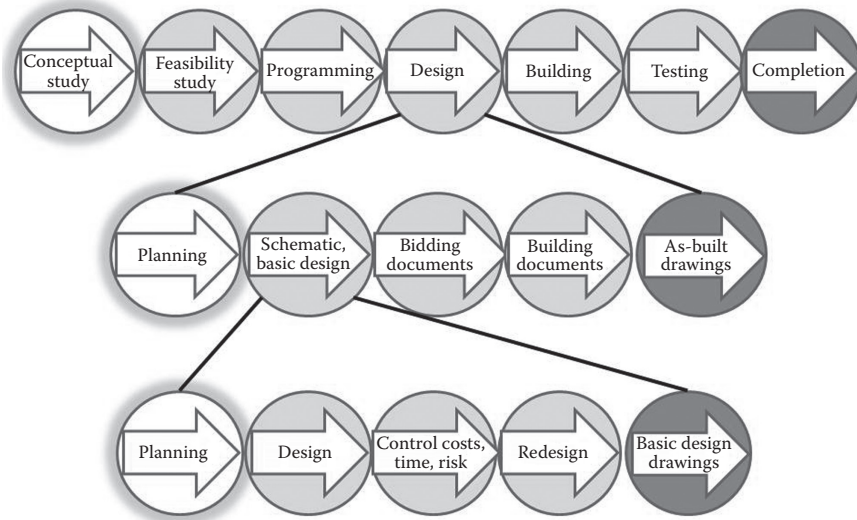 Conceptual
study
Feasibility
study
Programming
Design
Building
Testing
Completion
Planning
Schematic,
basic design
Bidding
documents
Building
documents
As-built
drawings
Planning
Design
Control costs,
time, risk
Redesign
Basic design
drawings